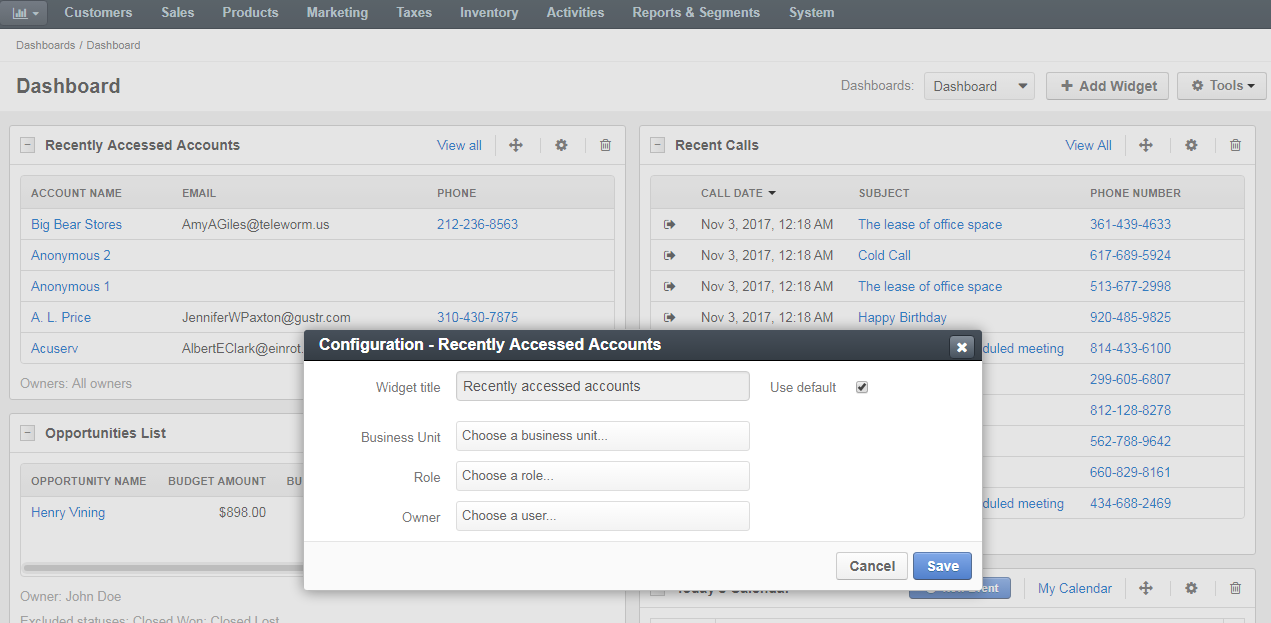 Customers Sales Products Marketing Taxes Inventory Activities Reports & Segments System
Dashboards / Dashboard
Dashboard
Dashboards: Dashboard Add Widget Tools
Recently Accessed Accounts View all
ACCOUNT NAME EMAIL PHONE
Big Bear Stores AmyAGiles@teleworm.us 212-236-8563
Anonymous 2
Anonymous 1
A. L. Price JenniferWPaxton@gustr.com 310-430-7875
Acuserv AlbertEClark@einrot.
Owners: All owners
Recent Calls View All
CALL DATE SUBJECT PHONE NUMBER
Nov 3, 2017, 12:18 AM The lease of office space 361-439-4633
Nov 3, 2017, 12:18 AM Cold Call 617-689-5924
Nov 3, 2017, 12:18 AM The lease of office space 513-677-2998
Nov 3, 2017, 12:18 AM Happy Birthday 920-485-9825
duled meeting 814-433-6100
299-605-6807
812-128-8278
562-788-9642
660-829-8161
duled meeting 434-688-2469
Configuration - Recently Accessed Accounts
Widget title Recently accessed accounts Use default
Business Unit Choose a business unit...
Role Choose a role...
Owner Choose a user...
Cancel Save
Opportunities List
OPPORTUNITY NAME BUDGET AMOUNT BU
Henry Vining $898.00
Owner: John Doe
Excluded statuses: Closed Won; Closed Lost
Today's Calendar New Event My Calendar